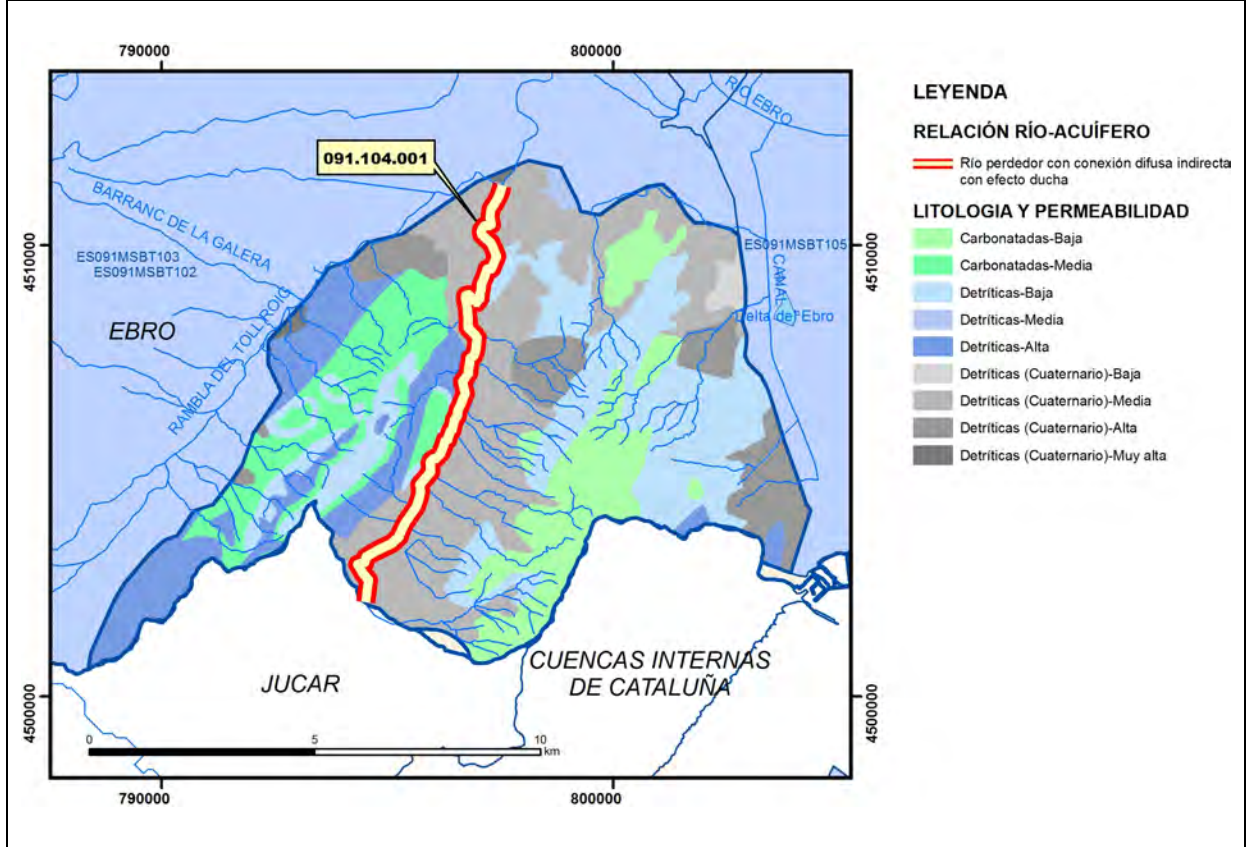 790000
800000
LEYENDA
RELACIÓN RÍO-ACUÍFERO
Río perdedor con conexión difusa indirecta
con efecto ducha
LITOLOGIA Y PERMEABILIDAD
Carbonatadas-Baja
Carbonatadas-Media
Detríticas-Baja
Detríticas-Media
Detríticas-Alta
Detríticas (Cuaternario)-Baja
Detríticas (Cuaternario)-Media
Detríticas (Cuaternario)-Alta
Detríticas (Cuaternario)-Muy alta
RIO EBRO
091.104.001
BARRANC DE LA GALERA
4510000
ES091MSBT103
ES091MSBT102
ES091MSBT105
4510000
CANAL
Delta del Ebro
EBRO
RAMBLA DEL TOLL ROIG
CUENCAS INTERNAS
DE CATALUÑA
JUCAR
4500000
4500000
0
5
10
km
790000
800000